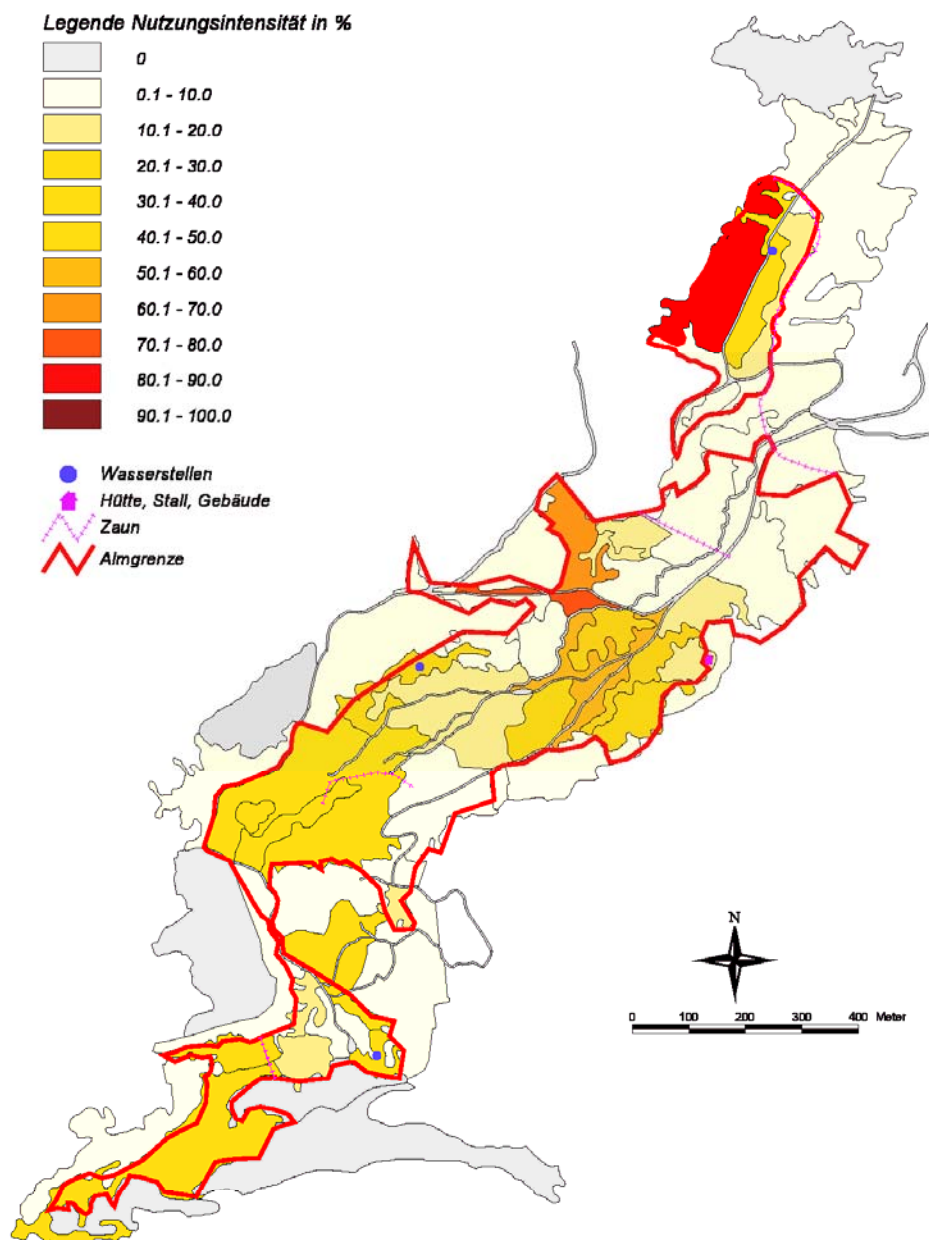 Legende Nutzungsintensität in %
0
0.1 - 10.0
10.1 - 20.0
20.1 - 30.0
30.1 - 40.0
40.1 - 50.0
50.1 - 60.0
60.1 - 70.0
70.1 - 80.0
80.1 - 90.0
90.1 - 100.0
Wasserstellen
Hütte, Stall, Gebäude
Zaun
Almgrenze
N
0 100 200 300 400 Meter